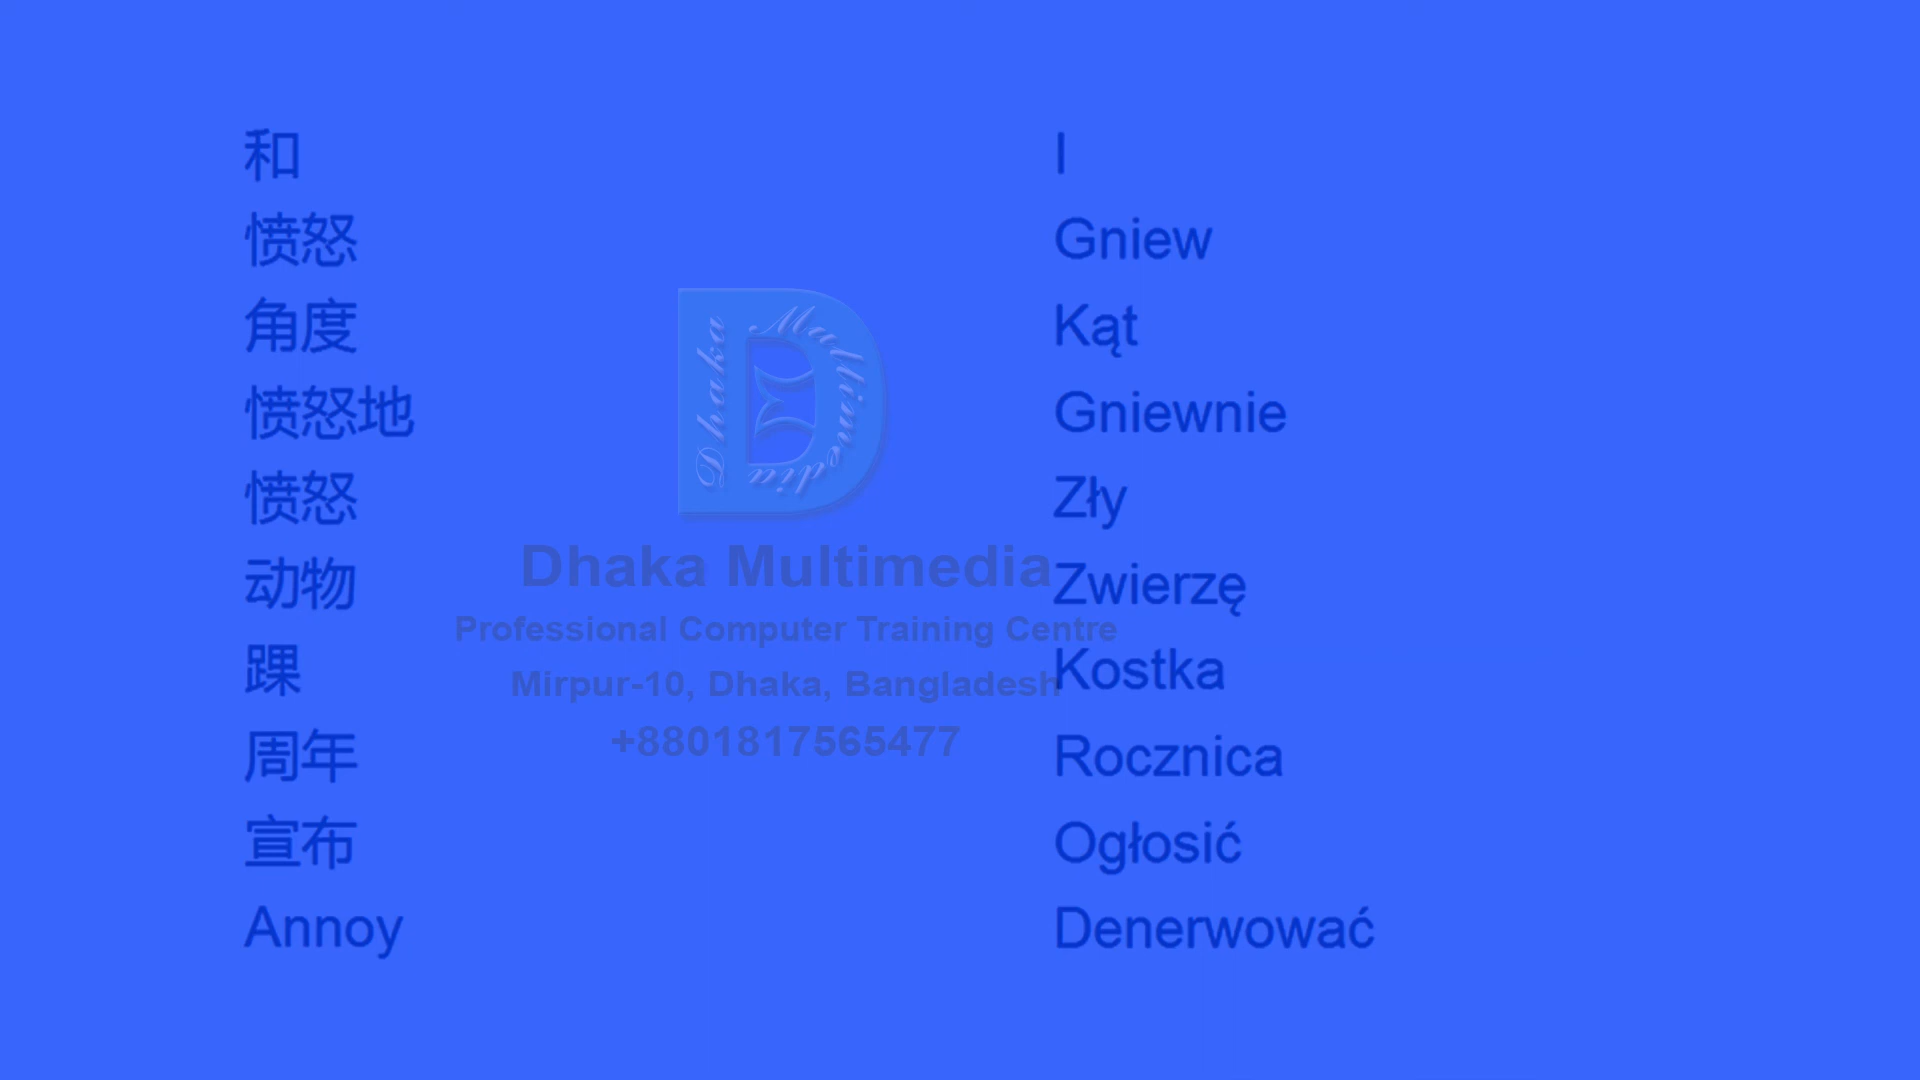 和 I
愤怒 Gniew
角度 Kąt
愤怒地 Gniewnie
愤怒 Zły
动物 Zwierzę
踝 Kostka
周年 Rocznica
宣布 Ogłosić
Annoy Denerwować
Dhaka Multimedia
Dhaka Multimedia
Professional Computer Training Centre
Mirpur-10, Dhaka, Bangladesh
+8801817565477